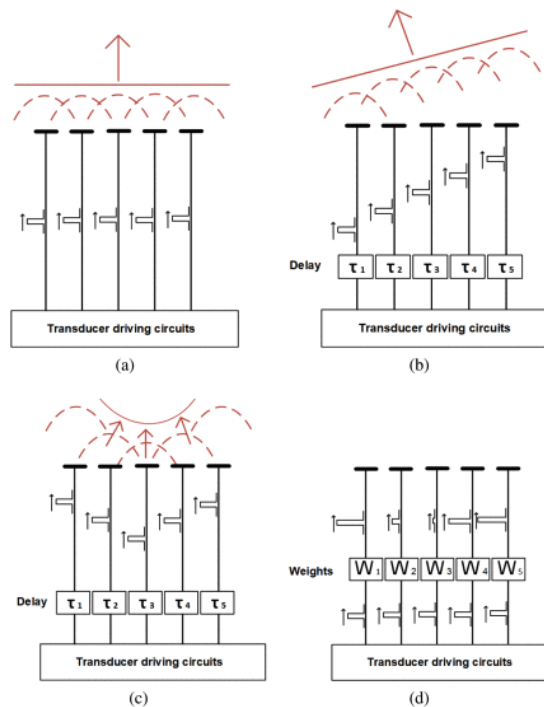 Transducer driving circuits
(a)
Delay τ1 τ2 τ3 τ4 τ5
Transducer driving circuits
(b)
Delay τ1 τ2 τ3 τ4 τ5
Transducer driving circuits
(c)
Weights W1 W2 W3 W4 W5
Transducer driving circuits
(d)